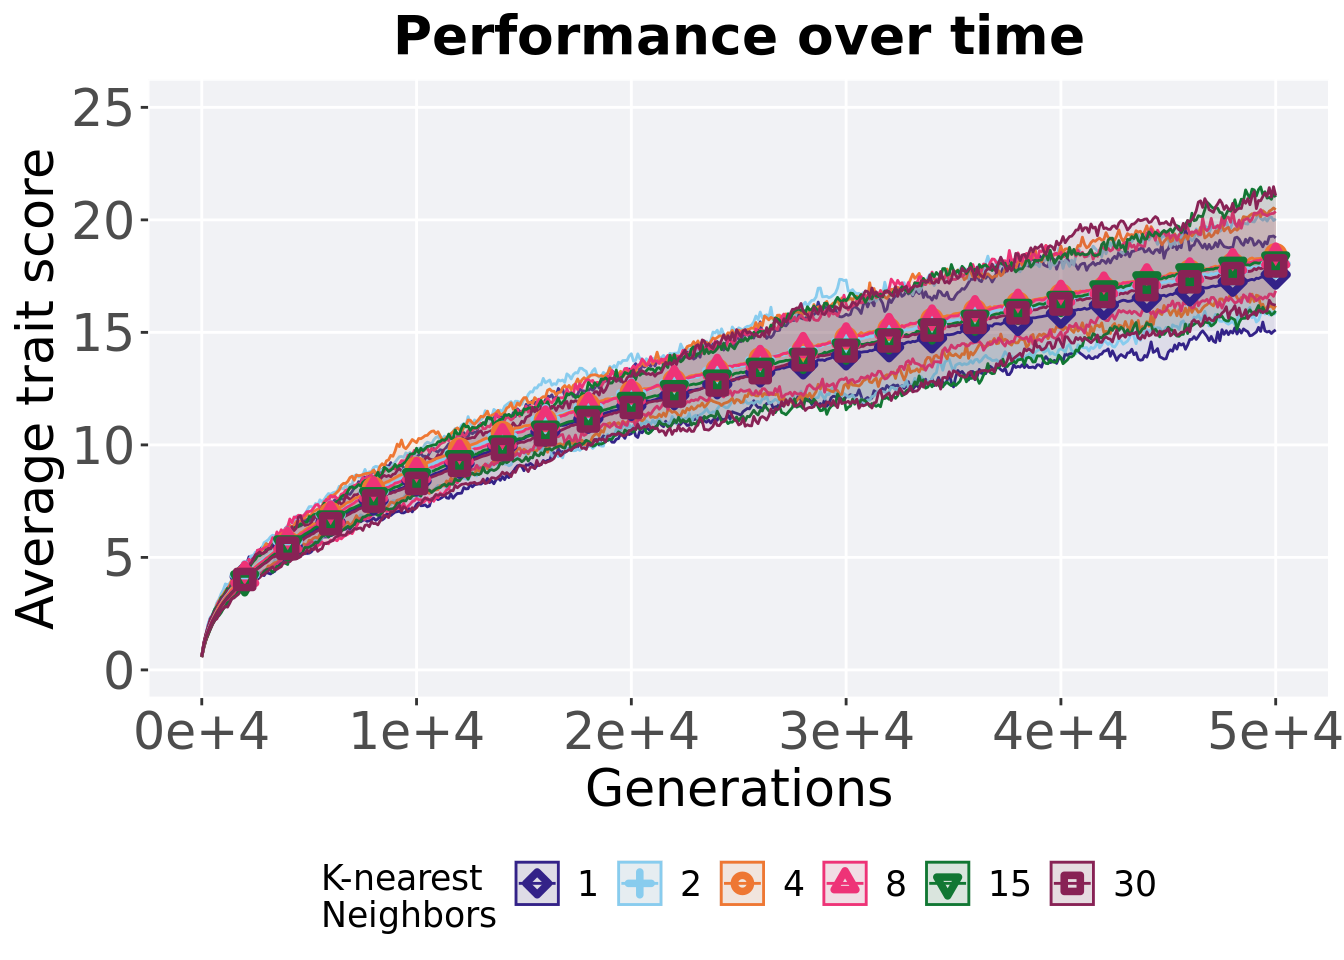 Performance over time
Average trait score
25
20
15
10
5
0
0e+4 1e+4 2e+4 3e+4 4e+4 5e+4
Generations
K-nearest
Neighbors
1 2 4 8 15 30